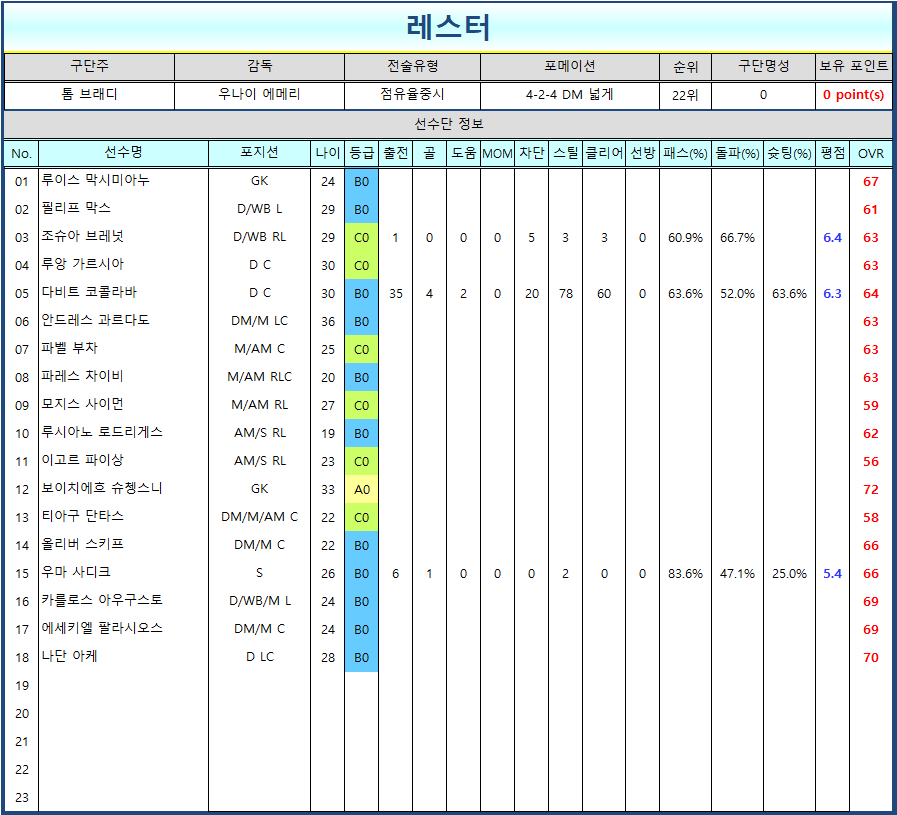 레스터
구단주 감독 전술유형 포메이션 순위 구단명성 보유 포인트
톰 브래디 우나이 에메리 점유율중시 4-2-4 DM 넓게 22위 0 0 point(s)
선수단 정보
No. 선수명 포지션 나이 등급 출전 골 도움 MOM 차단 스틸 클리어 선방 패스(%) 돌파(%) 슛팅(%) 평점 OVR
01 루이스 막시미아누 GK 24 B0 67
02 필리프 막스 D/WB L 29 B0 61
03 조슈아 브레넛 D/WB RL 29 C0 1 0 0 0 5 3 3 0 60.9% 66.7% 6.4 63
04 루앙 가르시아 D C 30 C0 63
05 다비트 코콜라바 D C 30 B0 35 4 2 0 20 78 60 0 63.6% 52.0% 63.6% 6.3 64
06 안드레스 과르다도 DM/M LC 36 B0 63
07 파벨 부차 M/AM C 25 C0 63
08 파레스 차이비 M/AM RLC 20 B0 63
09 모지스 사이먼 M/AM RL 27 C0 59
10 루시아노 로드리게스 AM/S RL 19 B0 62
11 이고르 파이상 AM/S RL 23 C0 56
12 보이치에흐 슈쳉스니 GK 33 A0 72
13 티아구 단타스 DM/M/AM C 22 C0 58
14 올리버 스키프 DM/M C 22 B0 66
15 우마 사디크 S 26 B0 6 1 0 0 0 2 0 0 83.6% 47.1% 25.0% 5.4 66
16 카를로스 아우구스토 D/WB/M L 24 B0 69
17 에세키엘 팔라시오스 DM/M C 24 B0 69
18 나단 아케 D LC 28 B0 70
19
20
21
22
23